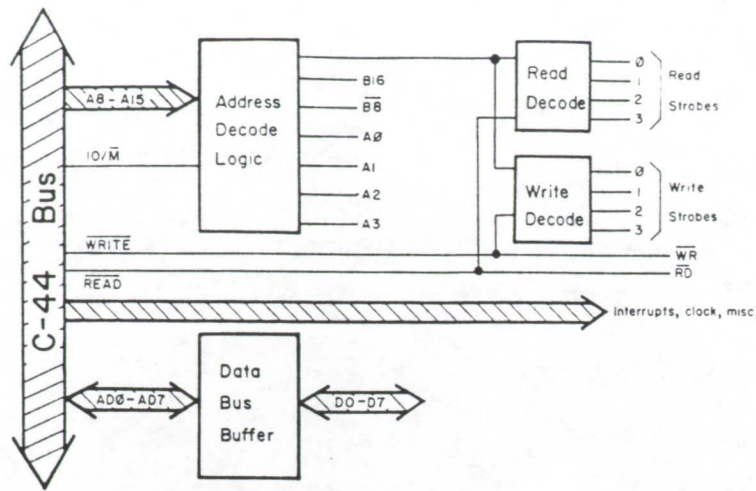 C-44 Bus
A8 - A15
IO/M̅
Address
Decode
Logic
B16
B̅8̅
AØ
A1
A2
A3
Read
Decode
Ø
1
2
3
Read
Strobes
Write
Decode
Ø
1
2
3
Write
Strobes
W̅R̅I̅T̅E̅
W̅R̅
R̅E̅A̅D̅
R̅D̅
Interrupts, clock, misc.
ADØ-AD7
Data
Bus
Buffer
DO-D7